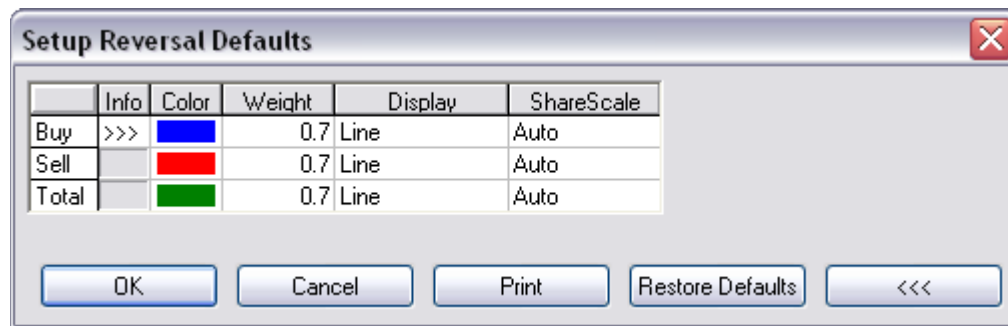 Setup Reversal Defaults
Info Color Weight Display ShareScale
Buy >>> 0.7 Line Auto
Sell 0.7 Line Auto
Total 0.7 Line Auto
OK Cancel Print Restore Defaults <<<